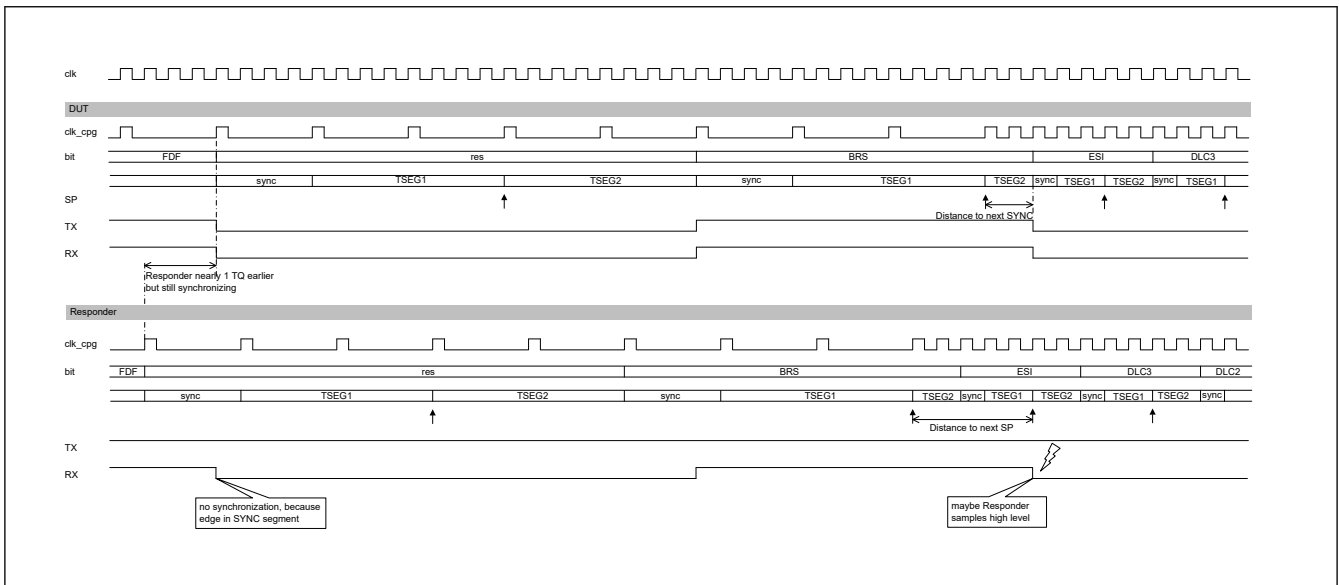 clk
DUT
clk_cpg
bit FDF res BRS ESI DLC3
sync TSEG1 TSEG2 sync TSEG1 TSEG2 sync TSEG1 TSEG2 sync TSEG1
SP
Distance to next SYNC
TX
RX
Responder nearly 1 TQ earlier
but still synchronizing
Responder
clk_cpg
bit FDF res BRS ESI DLC3 DLC2
sync TSEG1 TSEG2 sync TSEG1 TSEG2 sync TSEG1 TSEG2 sync TSEG1 TSEG2 sync
Distance to next SP
TX
RX
no synchronization, because
edge in SYNC segment
maybe Responder
samples high level